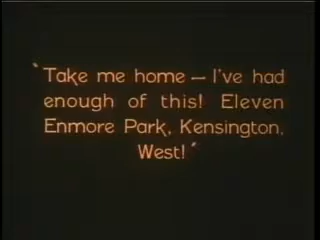 'Take me home — I've had
enough of this! Eleven
Enmore Park, Kensington,
West!'